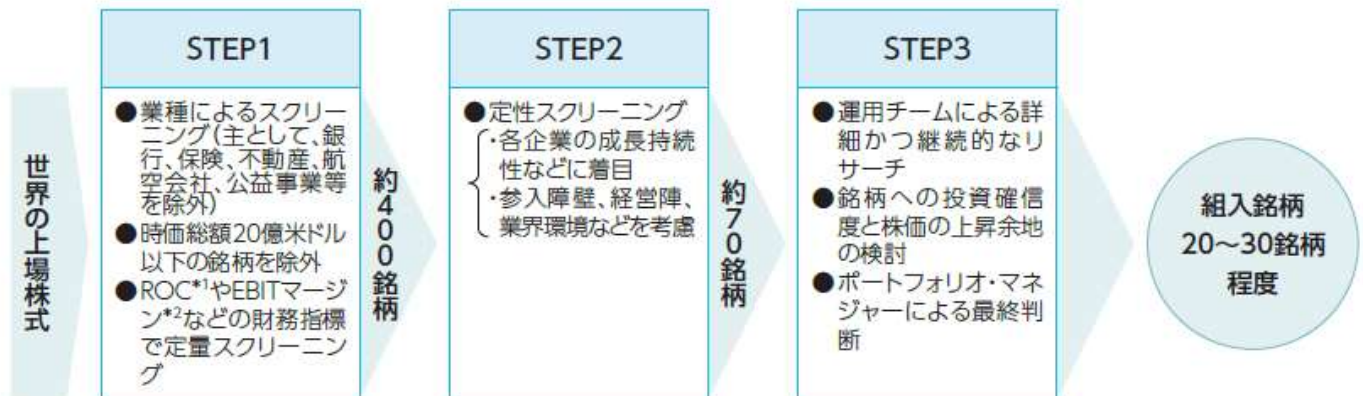 世界の上場株式
STEP1
●業種によるスクリー
ニング(主として、銀
行、保険、不動産、航
空会社、公益事業等
を除外)
●時価総額20億米ドル
以下の銘柄を除外
●ROC*1やEBITマージ
ン*2などの財務指標
で定量スクリーニン
グ
約400銘柄
STEP2
●定性スクリーニング
・各企業の成長持続
性などに着目
・参入障壁、経営陣、
業界環境などを考慮
約70銘柄
STEP3
●運用チームによる詳
細かつ継続的なリ
サーチ
●銘柄への投資確信
度と株価の上昇余地
の検討
●ポートフォリオ・マネ
ジャーによる最終判
断
組入銘柄
20～30銘柄
程度